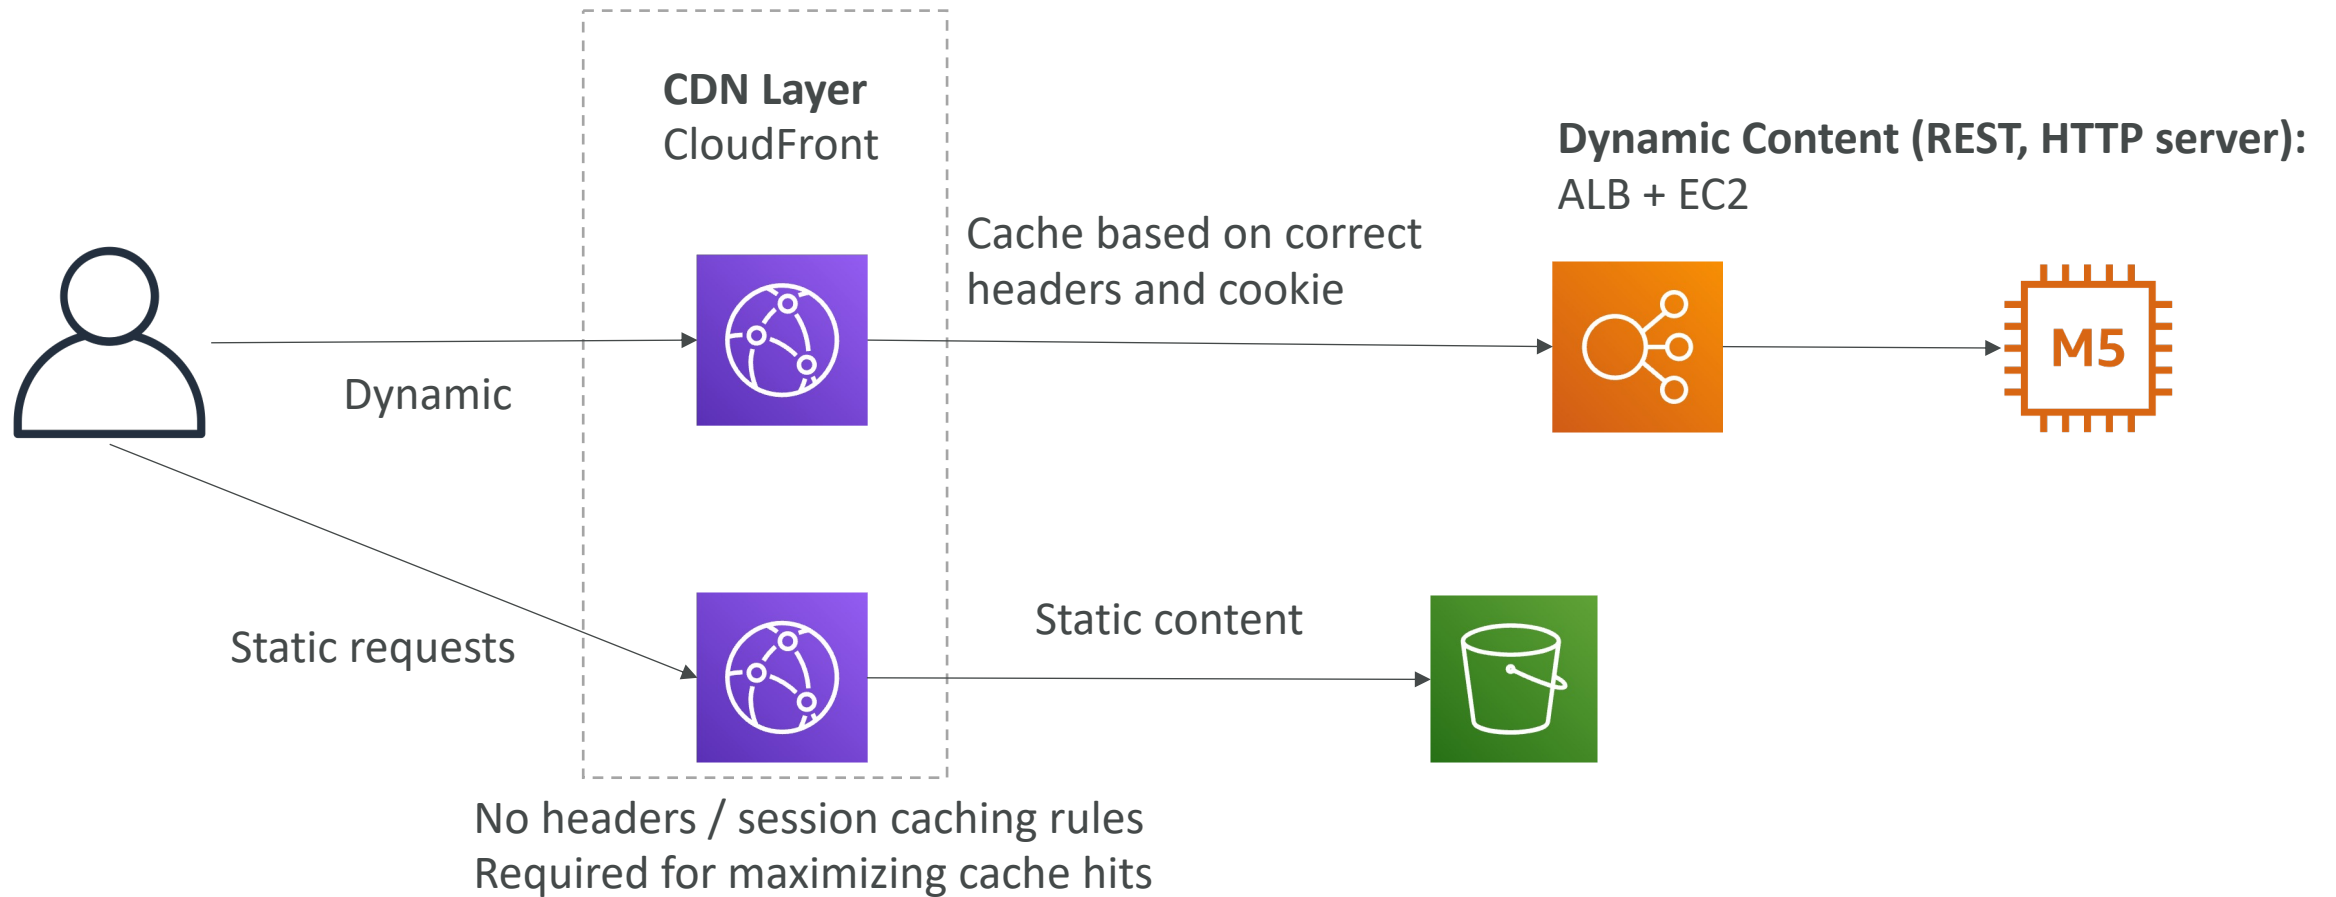 CDN Layer
CloudFront
Dynamic Content (REST, HTTP server):
ALB + EC2
Cache based on correct
headers and cookie
Dynamic
M5
Static requests
Static content
No headers / session caching rules
Required for maximizing cache hits